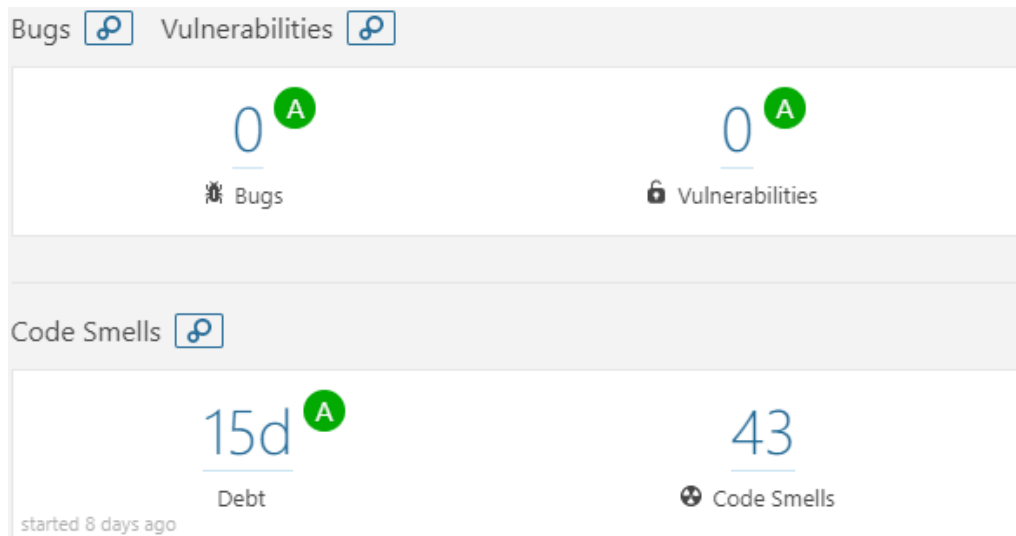 Bugs Vulnerabilities
0 A 0 A
Bugs Vulnerabilities
Code Smells
15d A 43
Debt Code Smells
started 8 days ago